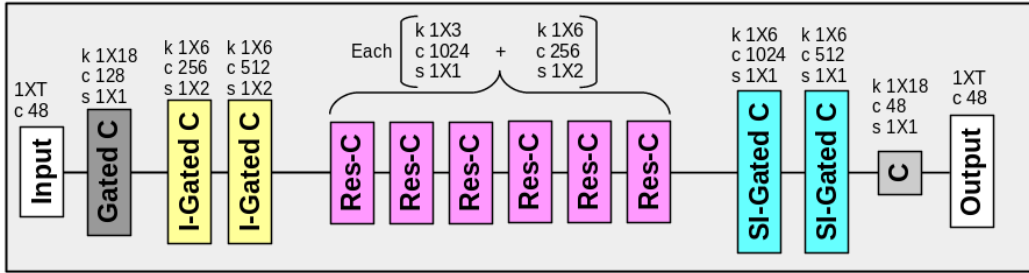 1XT
c 48
Input
k 1X18
c 128
s 1X1
Gated C
k 1X6
c 256
s 1X2
I-Gated C
k 1X6
c 512
s 1X2
I-Gated C
Each
k 1X3
c 1024
s 1X1
+
k 1X6
c 256
s 1X2
Res-C
Res-C
Res-C
Res-C
Res-C
Res-C
k 1X6
c 1024
s 1X1
SI-Gated C
k 1X6
c 512
s 1X1
SI-Gated C
k 1X18
c 48
s 1X1
C
1XT
c 48
Output